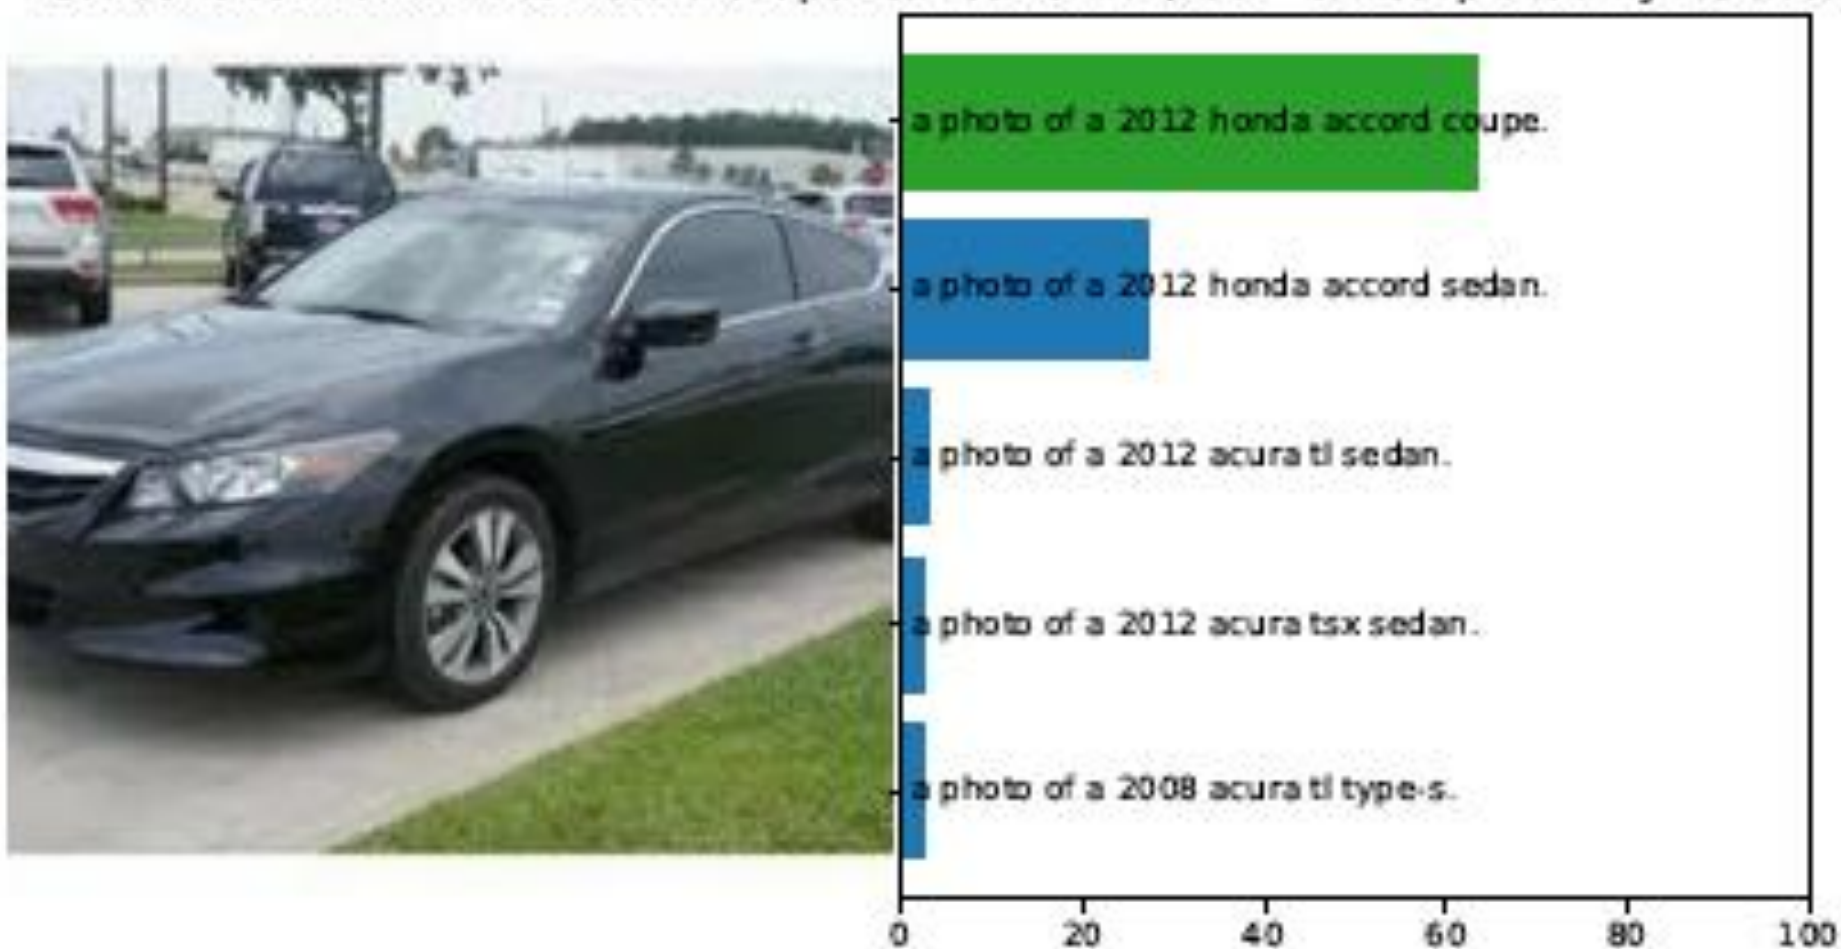 a photo of a 2012 honda accord coupe.
a photo of a 2012 honda accord sedan.
a photo of a 2012 acura tl sedan.
a photo of a 2012 acura tsx sedan.
a photo of a 2008 acura tl type-s.
0 20 40 60 80 100